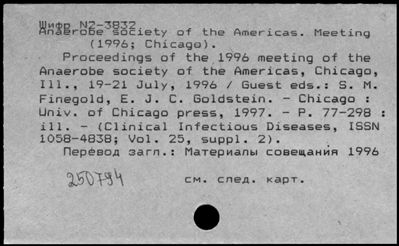 Шифр N2-3832
Anaerobe society of the Americas. Meeting
(1996; Chicago).
Proceedings of the 1996 meeting of the
Anaerobe society of the Americas, Chicago,
Ill., 19-21 July, 1996 / Guest eds.: S. M.
Finegold, E. J. C. Goldstein. - Chicago :
Univ. of Chicago press, 1997. - P. 77-298 :
ill. - (Clinical Infectious Diseases, ISSN
1058-4838; Vol. 25, suppl. 2).
Перевод загл.: Материалы совещания 1996
250794 см. след. карт.